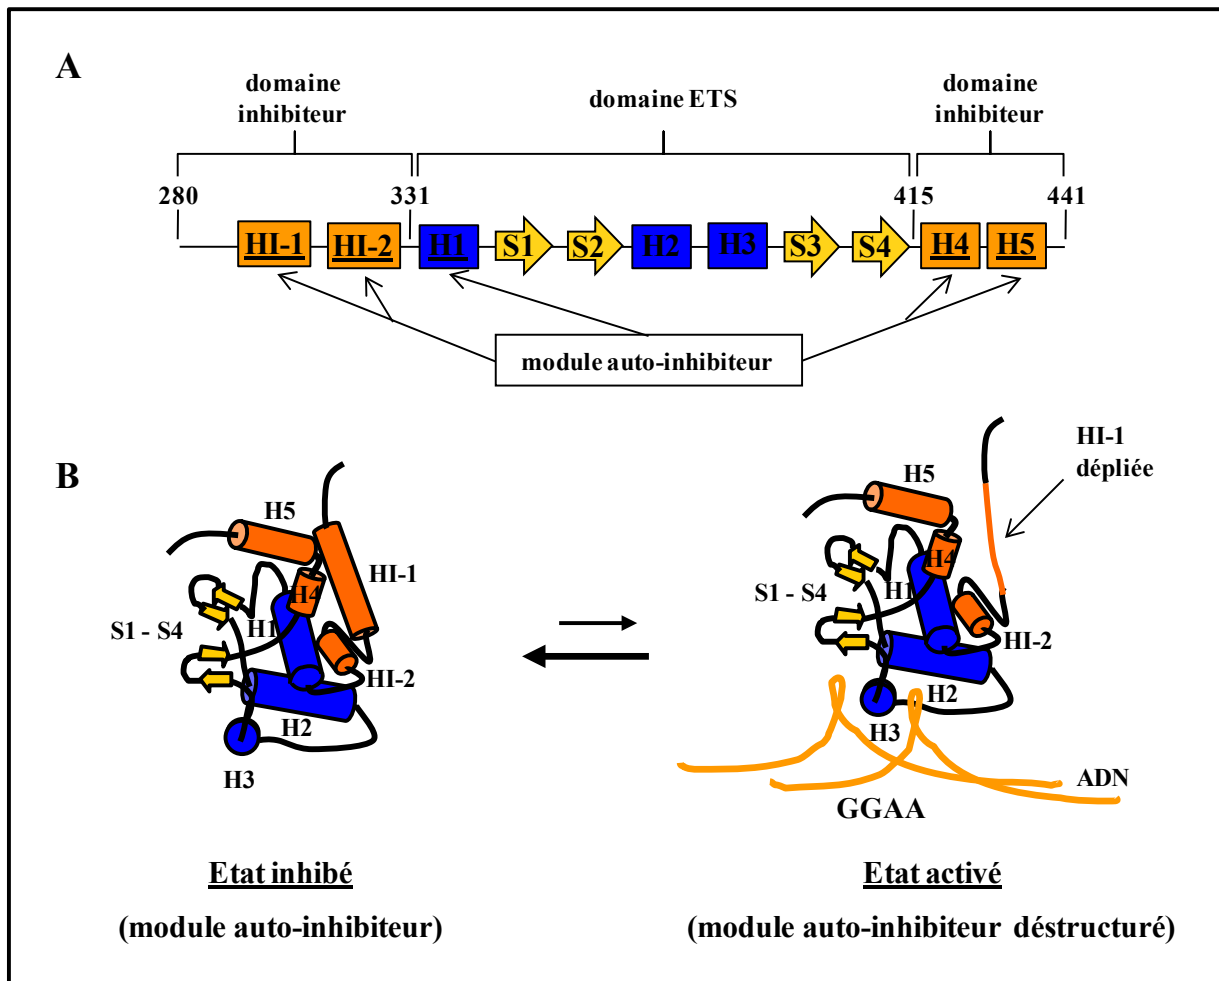 A
domaine
inhibiteur
domaine ETS
domaine
inhibiteur
280
331
415
441
HI-1
HI-2
H1
S1
S2
H2
H3
S3
S4
H4
H5
module auto-inhibiteur
B
H5
HI-1
H4
H1
S1 - S4
HI-2
H2
H3
HI-1
dépliée
H5
H4
H1
S1 - S4
HI-2
H2
H3
ADN
GGAA
Etat inhibé
(module auto-inhibiteur)
Etat activé
(module auto-inhibiteur déstructuré)